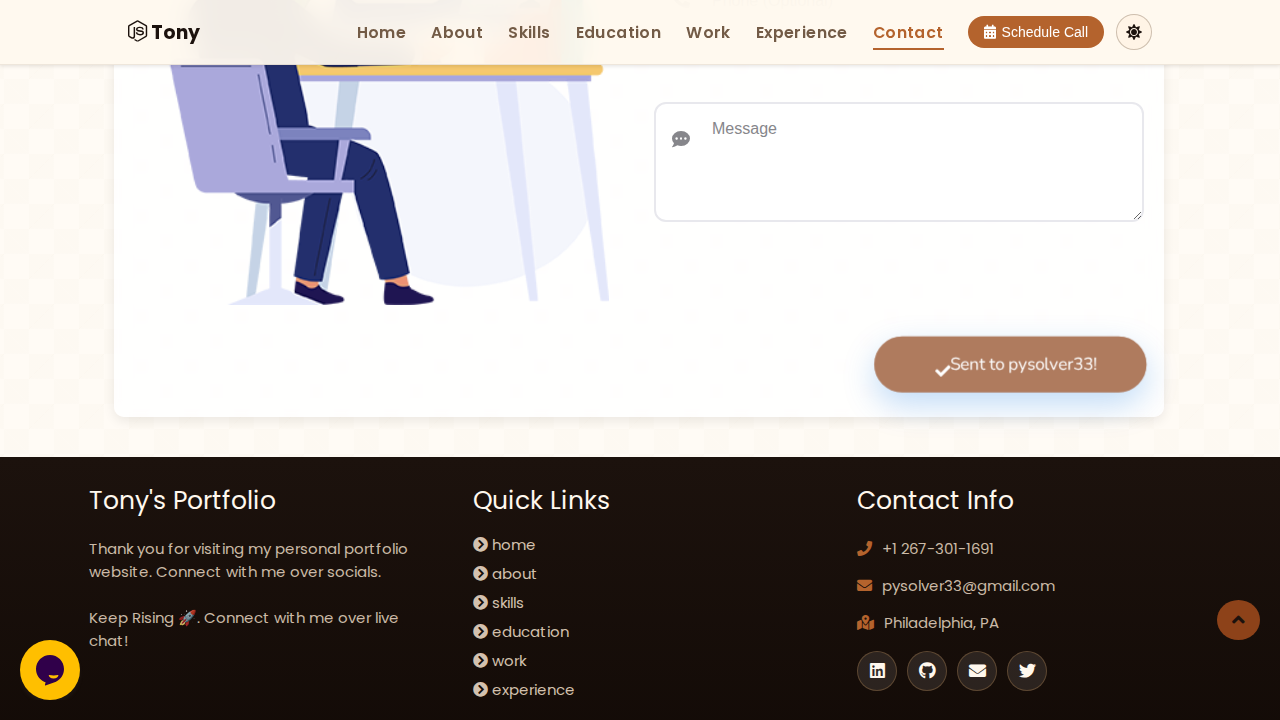 Tony
Home
About
Skills
Education
Work
Experience
Contact
Schedule Call
Message
Sent to pysolver33!
Tony's Portfolio
Thank you for visiting my personal portfolio
website. Connect with me over socials.
Keep Rising 🚀. Connect with me over live
chat!
Quick Links
home
about
skills
education
work
experience
Contact Info
+1 267-301-1691
pysolver33@gmail.com
Philadelphia, PA